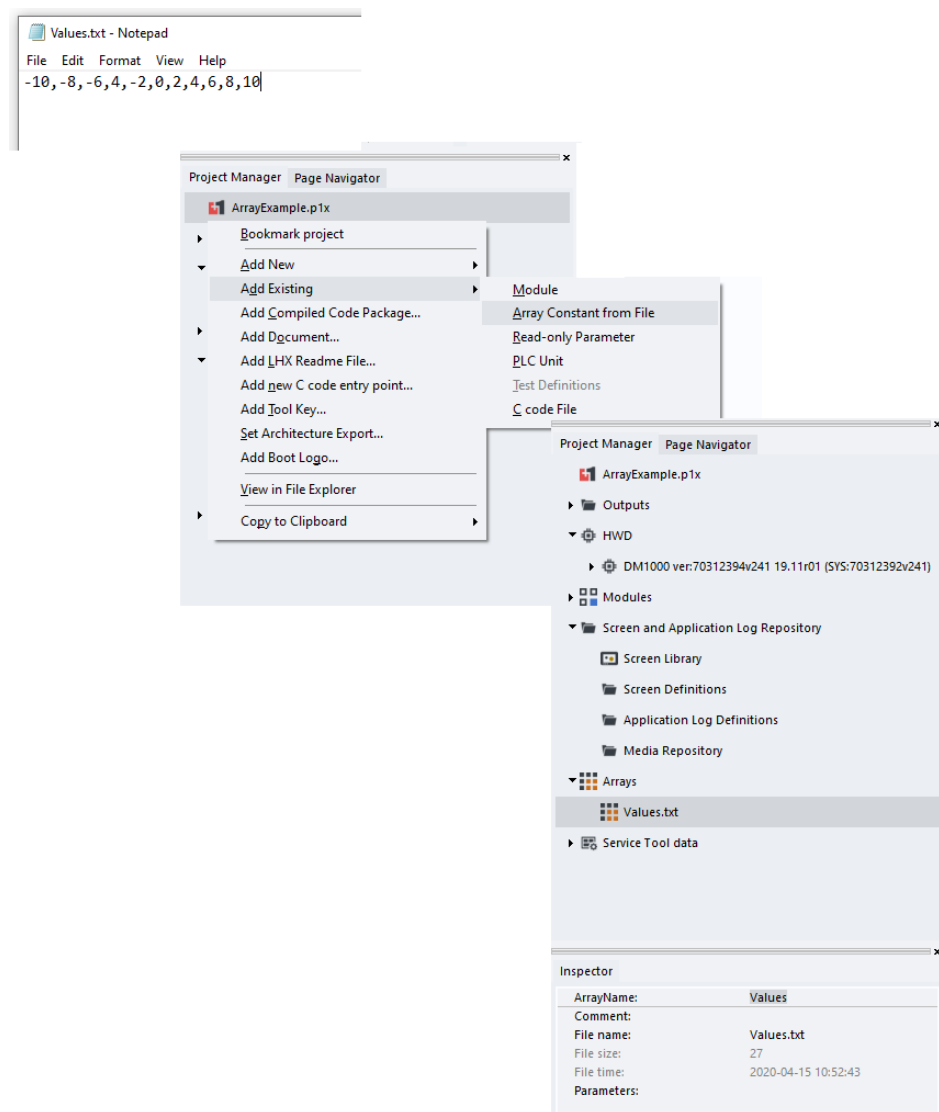 Values.txt - Notepad
File Edit Format View Help
-10,-8,-6,4,-2,0,2,4,6,8,10
Project Manager Page Navigator
ArrayExample.p1x
Bookmark project
Add New
Add Existing
Add Compiled Code Package...
Add Document...
Add LHX Readme File...
Add new C code entry point...
Add Tool Key...
Set Architecture Export...
Add Boot Logo...
View in File Explorer
Copy to Clipboard
Module
Array Constant from File
Read-only Parameter
PLC Unit
Test Definitions
C code File
Project Manager Page Navigator
ArrayExample.p1x
Outputs
HWD
DM1000 ver:70312394v241 19.11r01 (SYS:70312392v241)
Modules
Screen and Application Log Repository
Screen Library
Screen Definitions
Application Log Definitions
Media Repository
Arrays
Values.txt
Service Tool data
Inspector
ArrayName: Values
Comment:
File name: Values.txt
File size: 27
File time: 2020-04-15 10:52:43
Parameters: